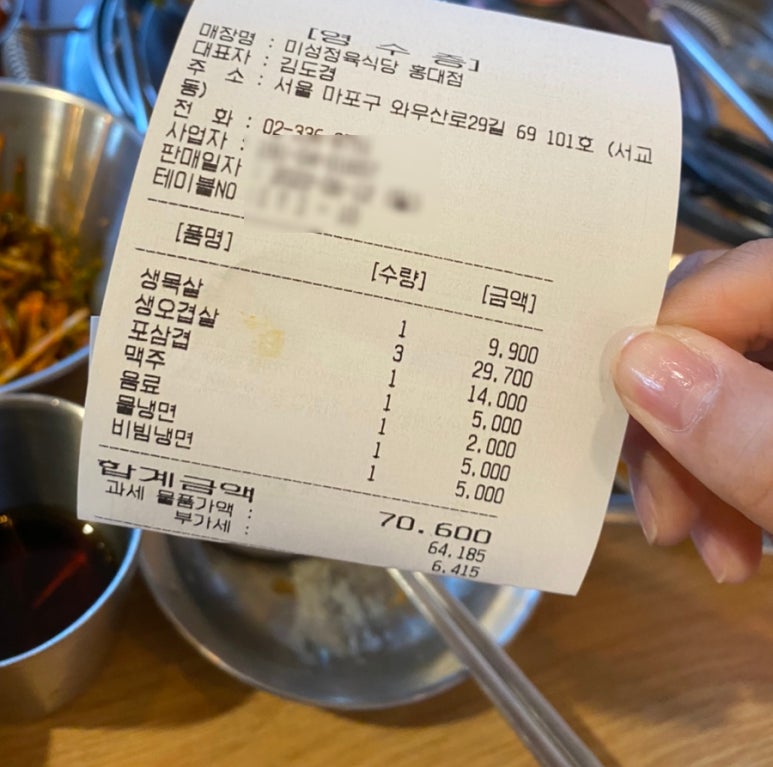 [영 수 증]
매장명 : 미성정육식당 홍대점
대표자 : 김도경
주 소 : 서울 마포구 와우산로29길 69 101호 (서교
동)
전 화 : 02-336
사업자 :
판매일자
테이블NO
[품명] [수량] [금액]
생목살 1 9,900
생오겹살 3 29,700
포삼겹 1 14,000
맥주 1 5,000
음료 1 2,000
물냉면 1 5,000
비빔냉면 1 5,000
합계금액 70,600
과세 물품가액 : 64,185
부가세 : 6,415